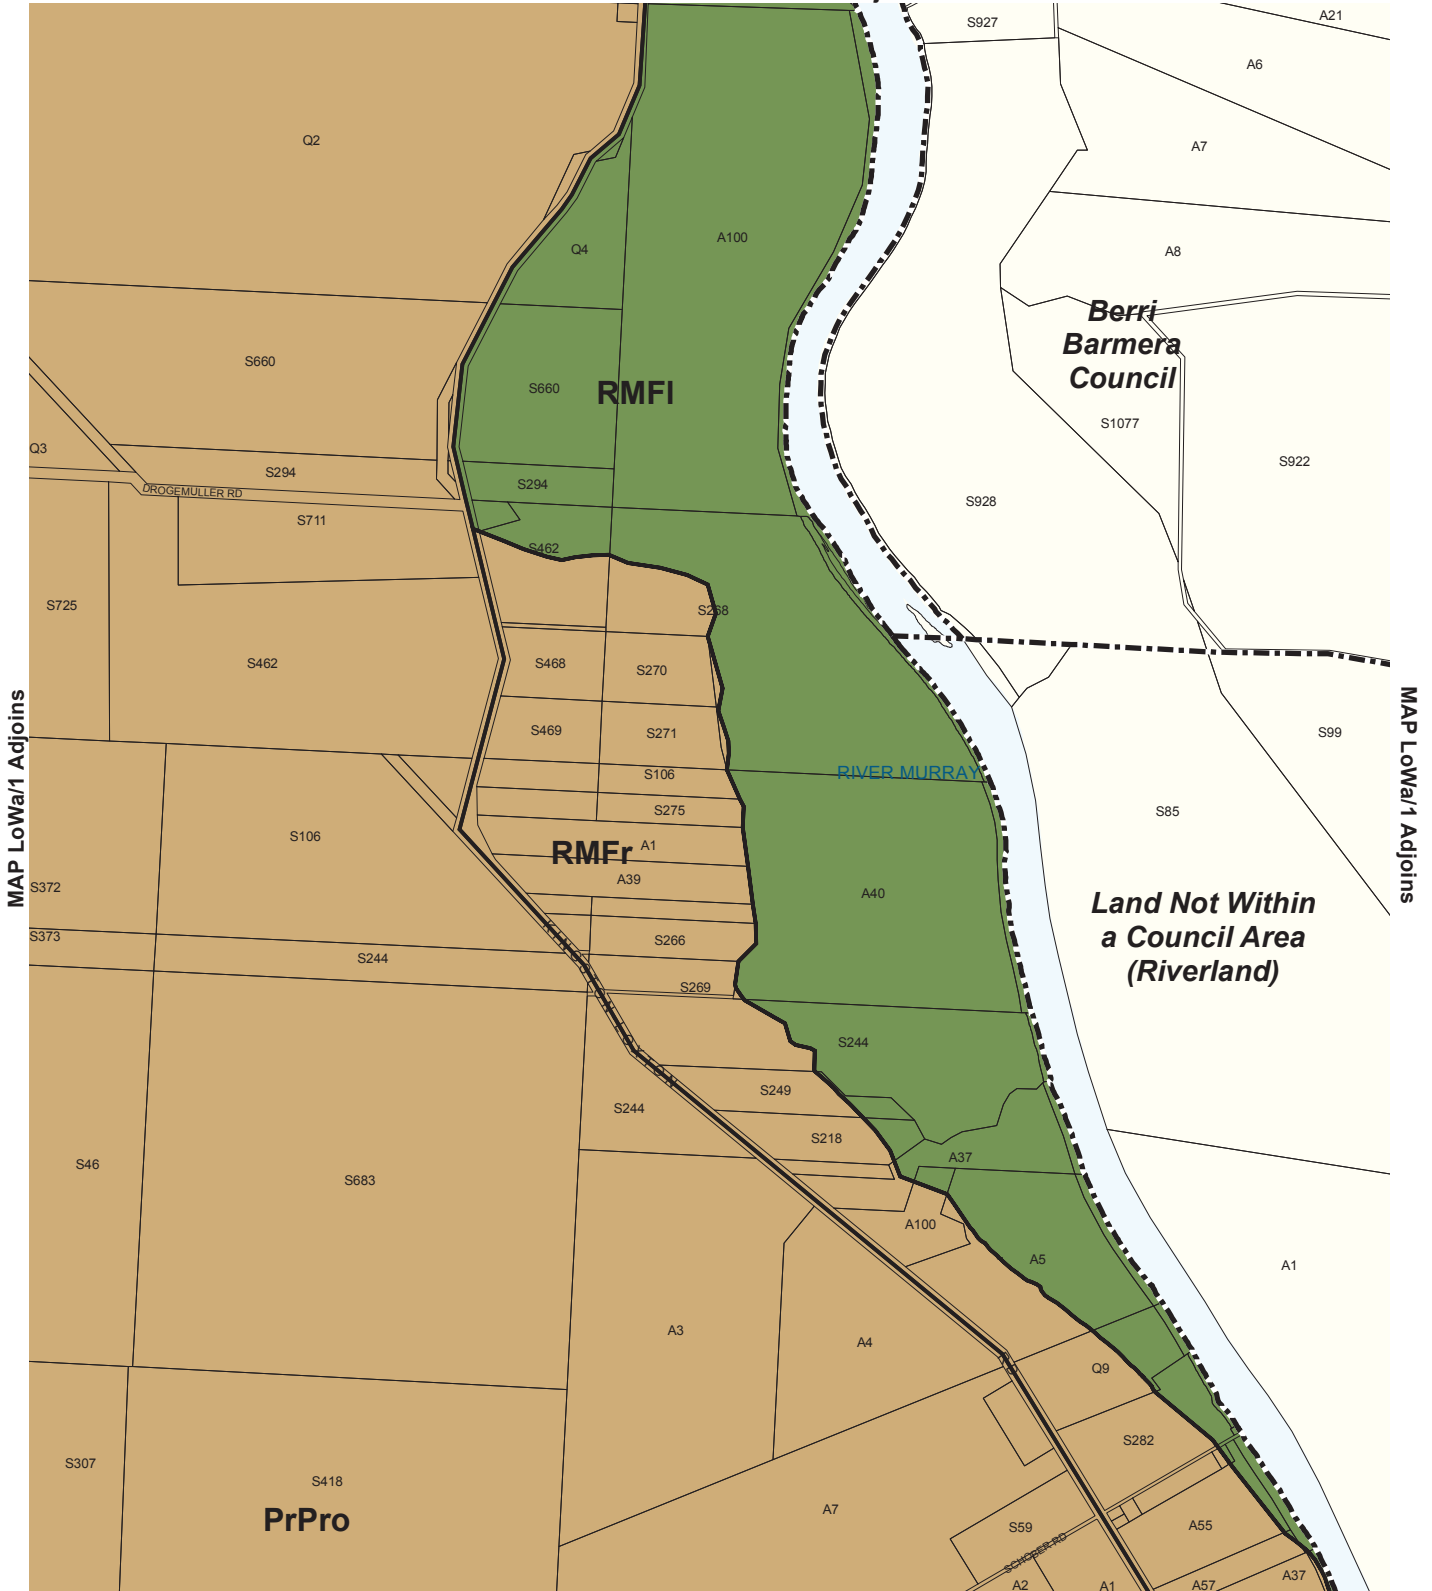 S927
A21
A6
Q2
A7
A100
Q4
A8
Berri
Barmera
Council
S660
S660
RMFl
S1077
Q3
S294
S294
S922
DROGEMULLER RD
S928
S711
S462
S725
S268
S462
S468
S270
MAP LoWa/1 Adjoins
MAP LoWa/1 Adjoins
S469
S271
S99
S106
RIVER MURRAY
S275
S85
S106
A1
RMFr
A39
S372
A40
Land Not Within
a Council Area
(Riverland)
S373
S266
S244
S269
S244
S249
S244
S218
A37
S46
S683
A100
A5
A1
A3
A4
Q9
S282
S307
S418
A7
PrPro
S59
A55
SCHOBER RD
A37
A2
A1
A57